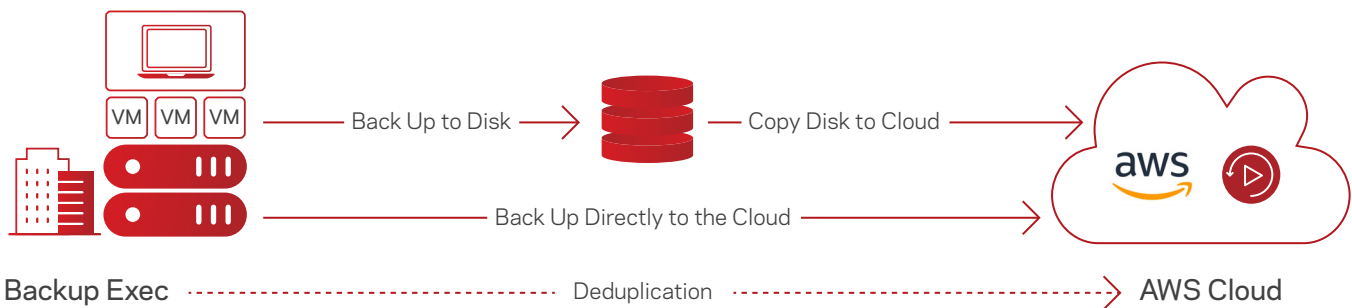 VM VM VM
Back Up to Disk
Copy Disk to Cloud
aws
Back Up Directly to the Cloud
Backup Exec
Deduplication
AWS Cloud